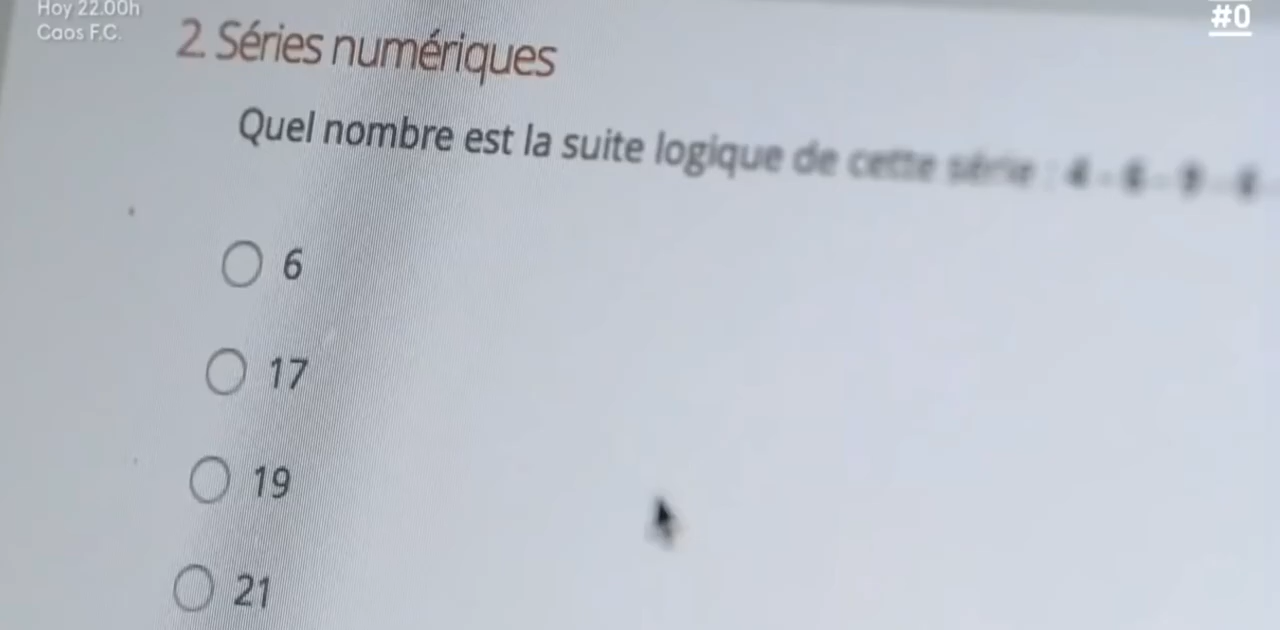 Hoy 22.00h
Caos F.C.
#0
2. Séries numériques
Quel nombre est la suite logique de cette série :
6
17
19
21